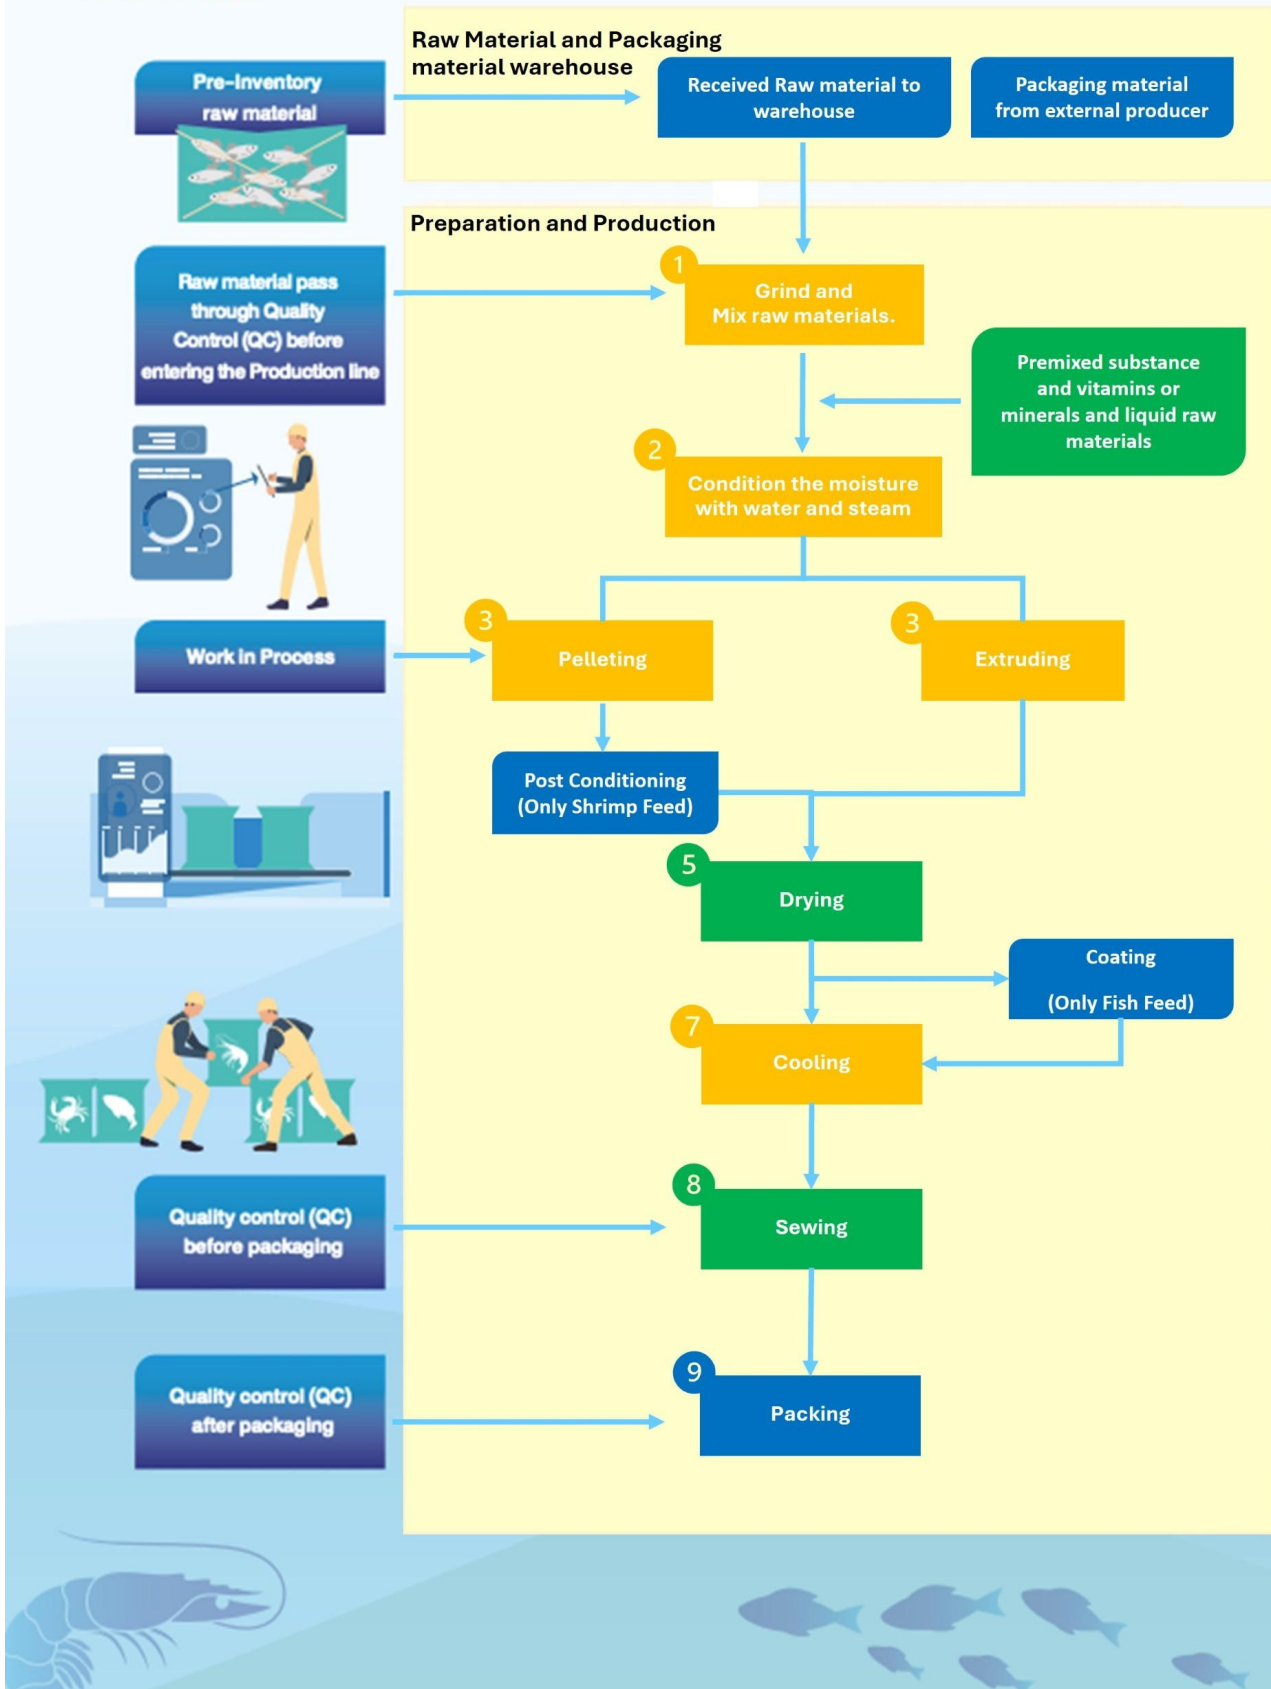 Raw Material and Packaging
material warehouse
Pre-Inventory
raw material
Received Raw material to
warehouse
Packaging material
from external producer
Preparation and Production
Raw material pass
through Quality
Control (QC) before
entering the Production line
1
Grind and
Mix raw materials.
Premixed substance
and vitamins or
minerals and liquid raw
materials
2
Condition the moisture
with water and steam
Work in Process
3
Pelleting
3
Extruding
Post Conditioning
(Only Shrimp Feed)
5
Drying
Coating
(Only Fish Feed)
7
Cooling
Quality control (QC)
before packaging
8
Sewing
Quality control (QC)
after packaging
9
Packing